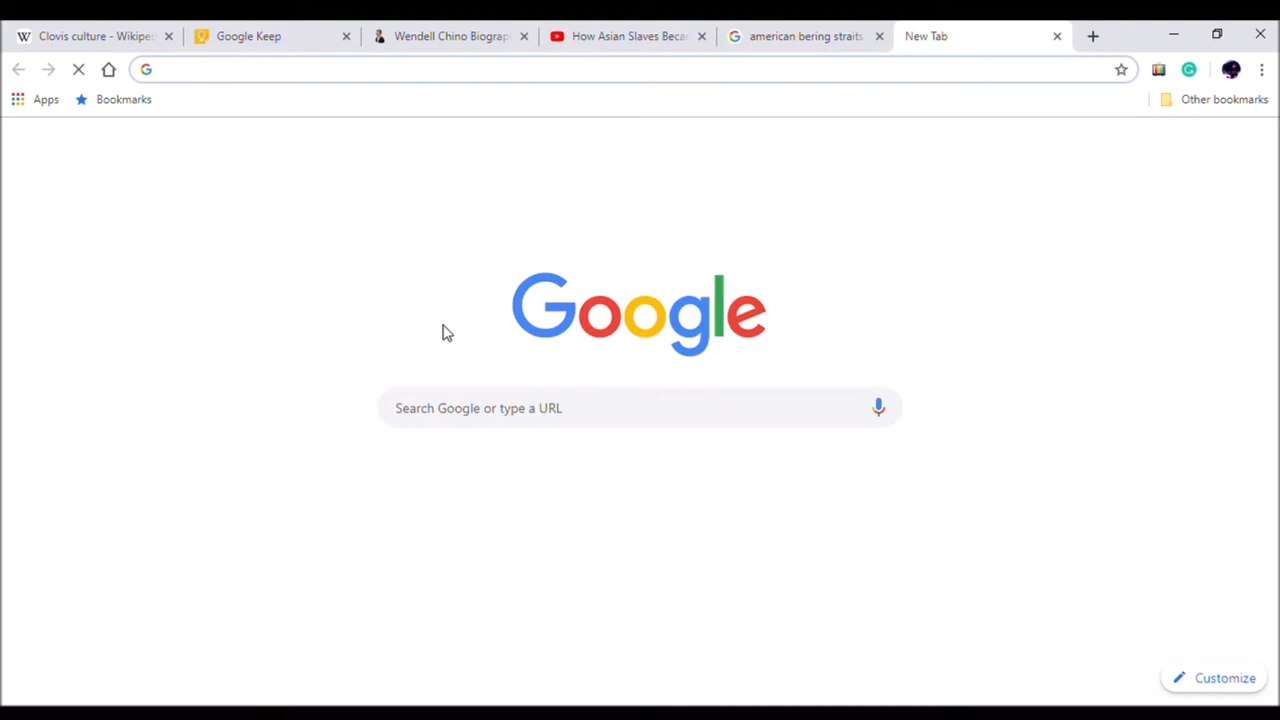 Clovis culture - Wikipe
Google Keep
Wendell Chino Biograp
How Asian Slaves Beca
american bering straits
New Tab
Apps
Bookmarks
Other bookmarks
Google
Search Google or type a URL
Customize